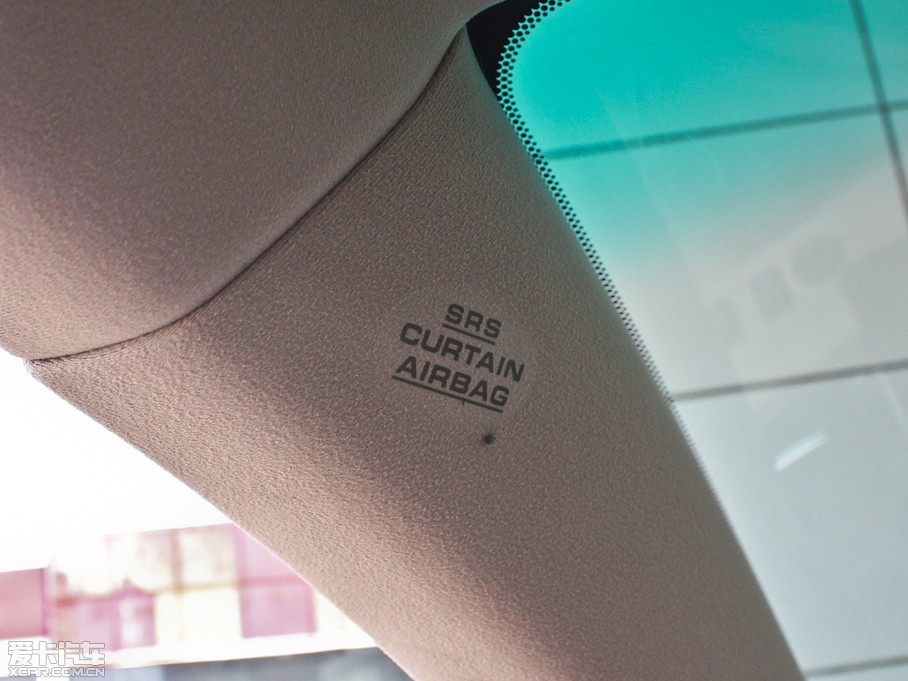 SRS
CURTAIN
AIRBAG
爱卡汽车
XCAR.COM.CN